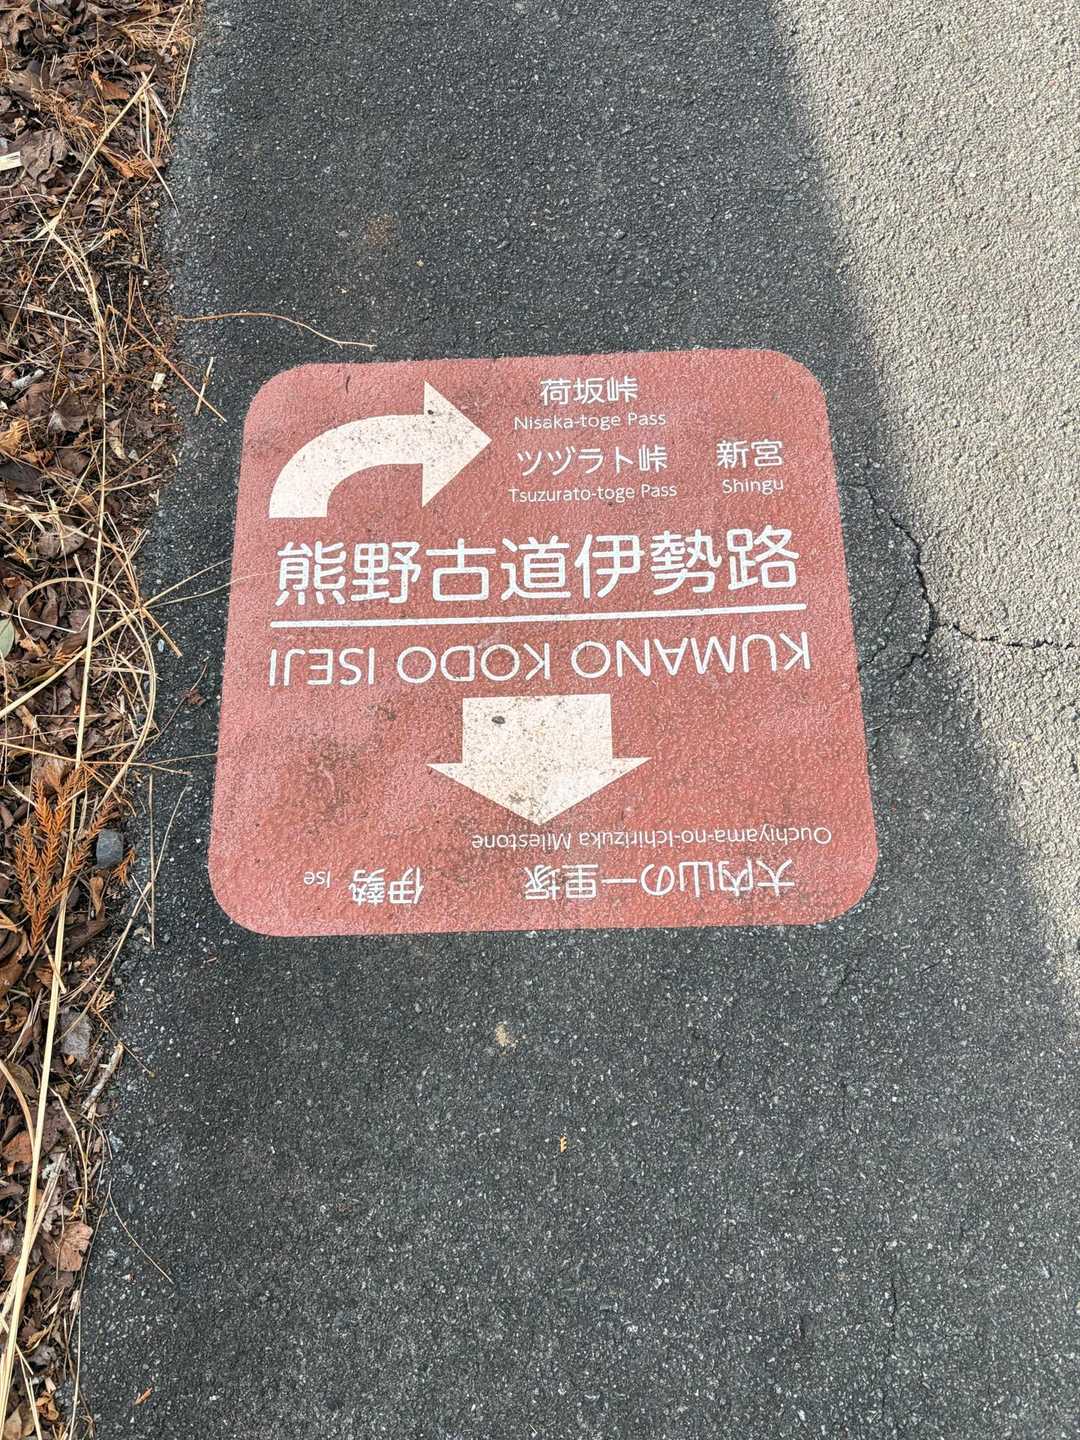 荷坂峠
Nisaka-toge Pass
ツヅラト峠 新宮
Tsuzurato-toge Pass Shingu
熊野古道伊勢路
KUMANO KODO ISEJI
大内山の一里塚 伊勢 Ise
Ouchiyama-no-Ichirizuka Milestone